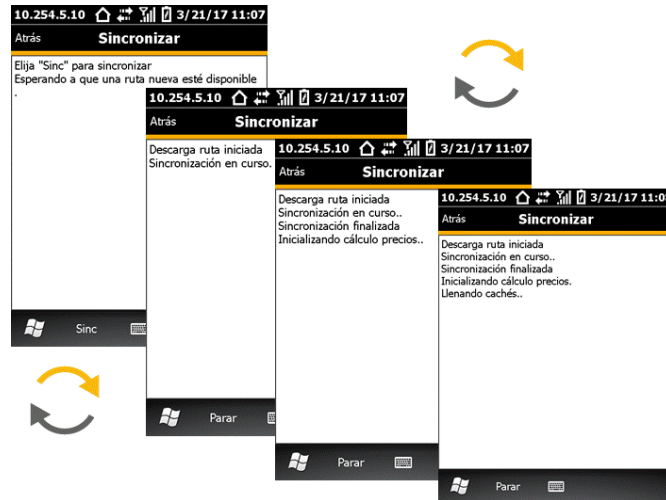 10.254.5.10 3/21/17 11:07
Atrás Sincronizar
Elija "Sinc" para sincronizar
Esperando a que una ruta nueva esté disponible
.
Sinc
10.254.5.10 3/21/17 11:07
Atrás Sincronizar
Descarga ruta iniciada
Sincronización en curso.
Parar
10.254.5.10 3/21/17 11:07
Atrás Sincronizar
Descarga ruta iniciada
Sincronización en curso..
Sincronización finalizada
Inicializando cálculo precios..
Parar
10.254.5.10 3/21/17 11:08
Atrás Sincronizar
Descarga ruta iniciada
Sincronización en curso..
Sincronización finalizada
Inicializando cálculo precios.
Llenando cachés..
Parar